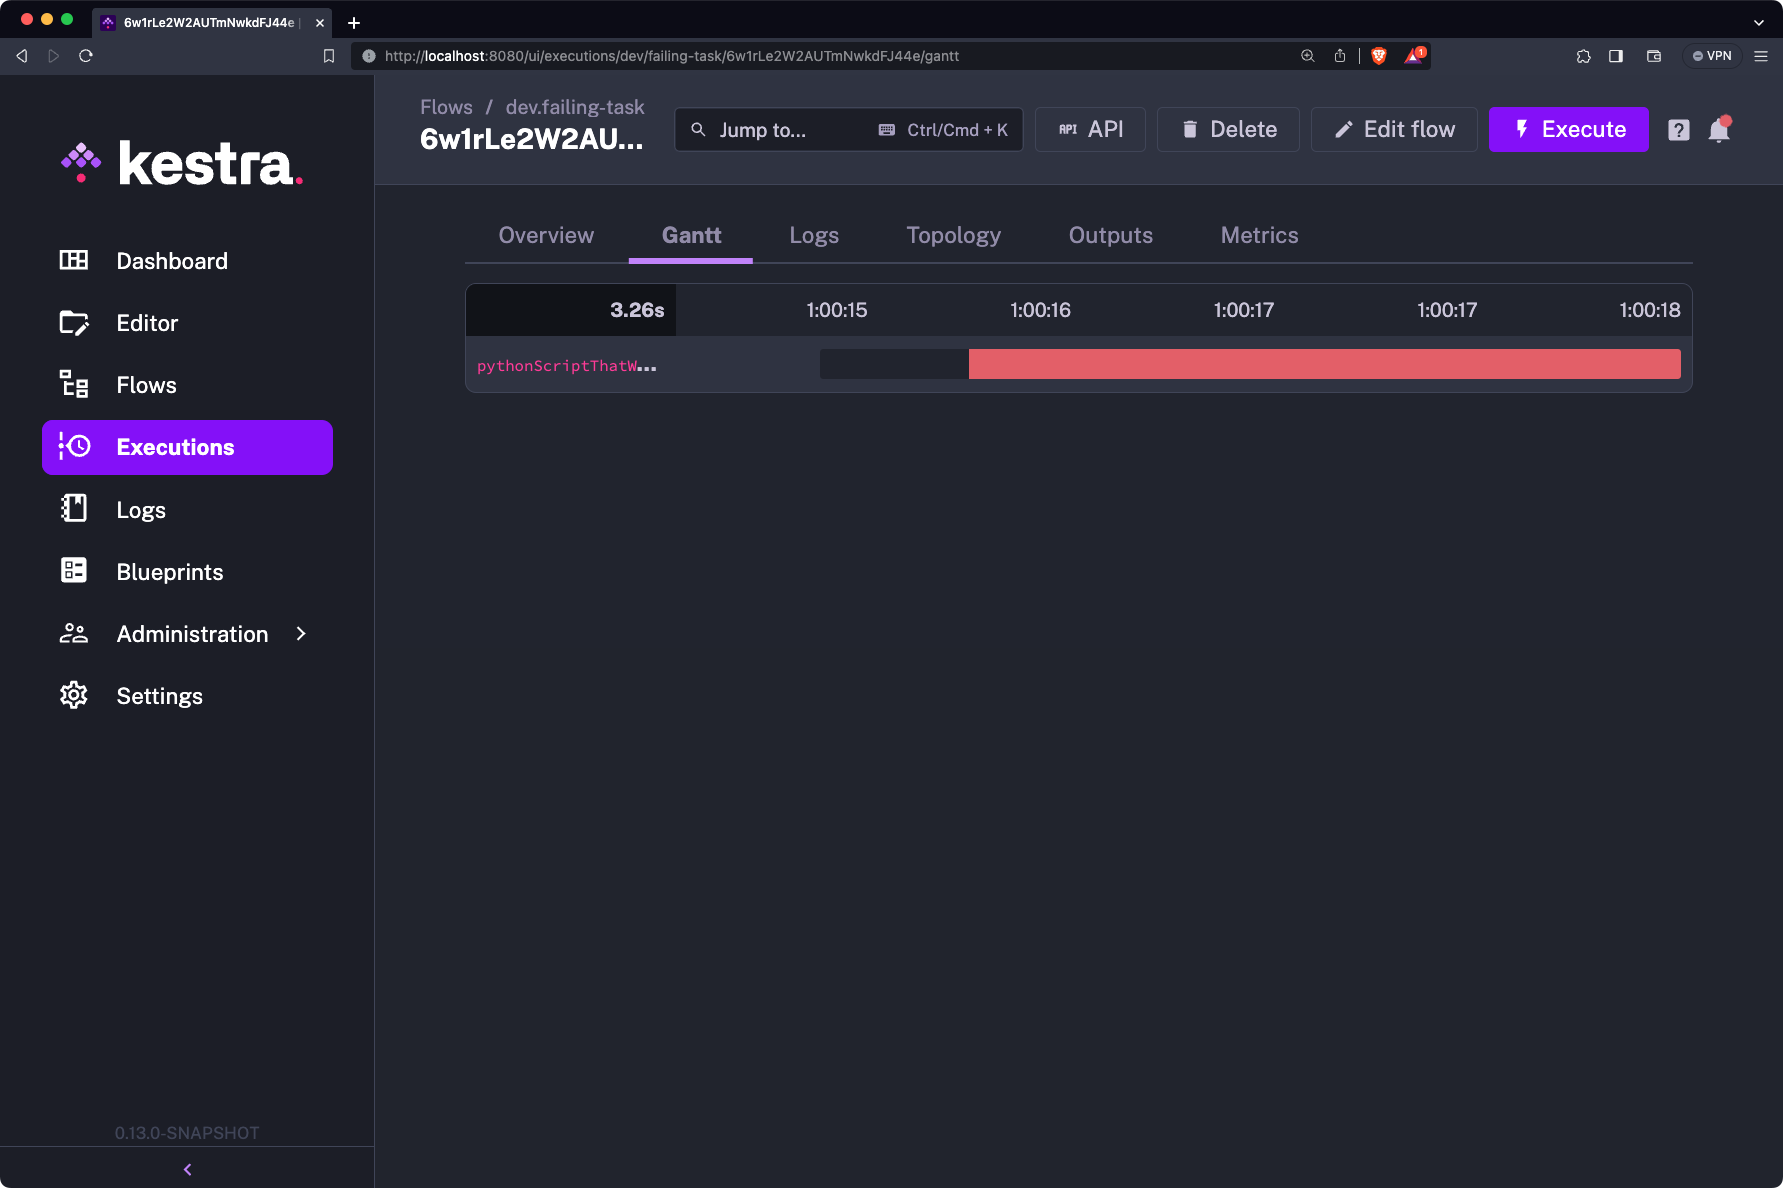 6w1rLe2W2AUTmNwkdFJ44e |
http://localhost:8080/ui/executions/dev/failing-task/6w1rLe2W2AUTmNwkdFJ44e/gantt
1
VPN
kestra.
Dashboard
Editor
Flows
Executions
Logs
Blueprints
Administration
Settings
0.13.0-SNAPSHOT
Flows / dev.failing-task
6w1rLe2W2AU...
Jump to... Ctrl/Cmd + K
API API
Delete
Edit flow
Execute
?
Overview Gantt Logs Topology Outputs Metrics
3.26s 1:00:15 1:00:16 1:00:17 1:00:17 1:00:18
pythonScriptThatW...